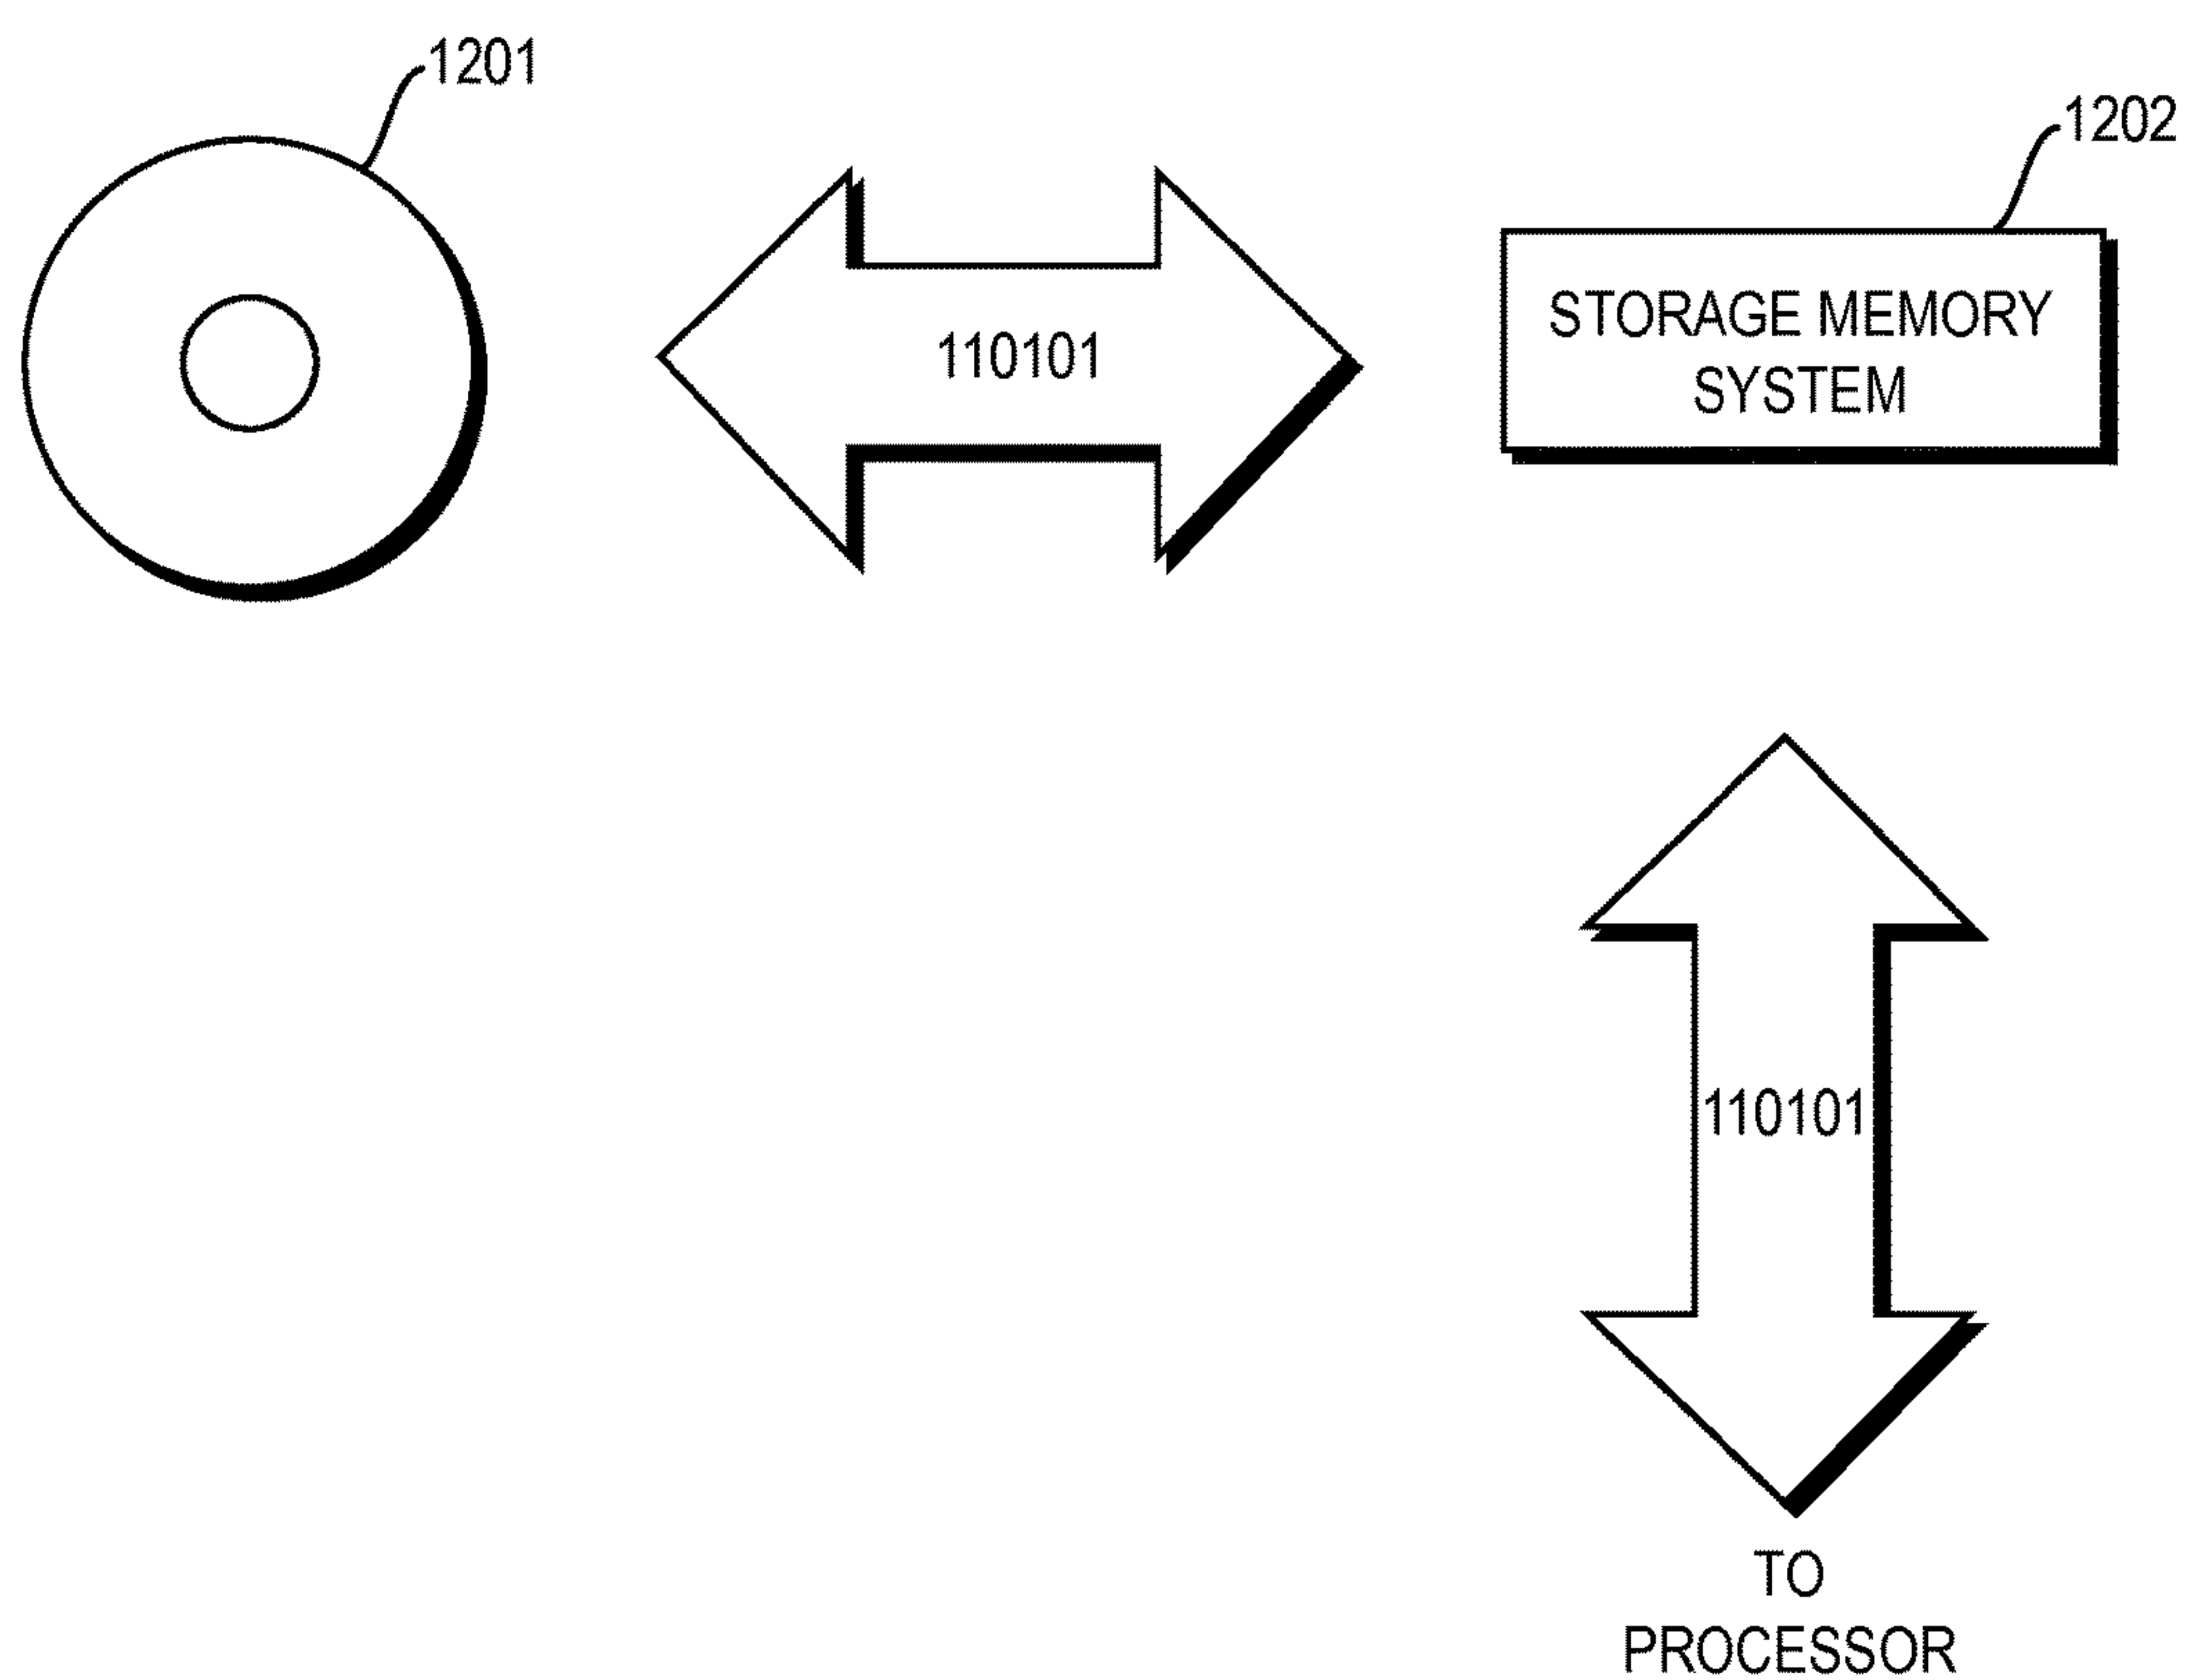 1201
1202
110101
STORAGE MEMORY
SYSTEM
110101
TO
PROCESSOR